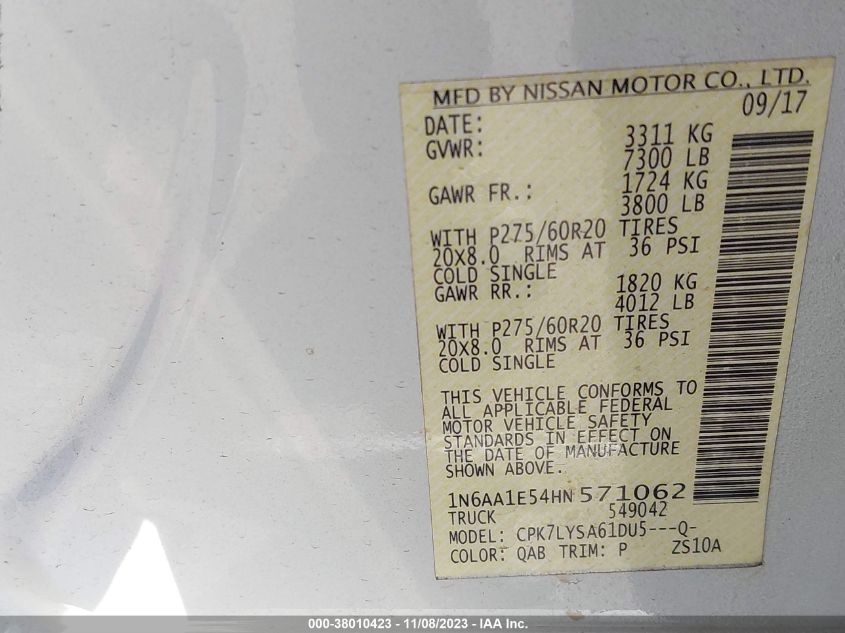 MFD BY NISSAN MOTOR CO., LTD.
DATE: 09/17
GVWR: 3311 KG
7300 LB
GAWR FR.: 1724 KG
3800 LB
WITH P275/60R20 TIRES
20X8.0 RIMS AT 36 PSI
COLD SINGLE
GAWR RR.: 1820 KG
4012 LB
WITH P275/60R20 TIRES
20X8.0 RIMS AT 36 PSI
COLD SINGLE
THIS VEHICLE CONFORMS TO
ALL APPLICABLE FEDERAL
MOTOR VEHICLE SAFETY
STANDARDS IN EFFECT ON
THE DATE OF MANUFACTURE
SHOWN ABOVE.
1N6AA1E54HN571062
TRUCK 549042
MODEL: CPK7LYSA61DU5---Q-
COLOR: QAB TRIM: P ZS10A
000-38010423 - 11/08/2023 - IAA Inc.